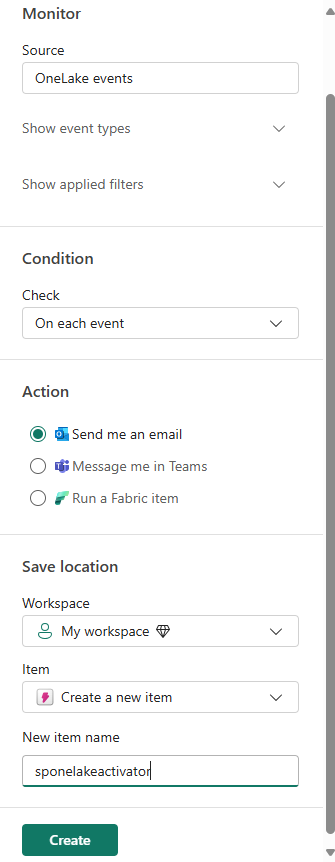 Monitor
Source
OneLake events
Show event types
Show applied filters
Condition
Check
On each event
Action
Send me an email
Message me in Teams
Run a Fabric item
Save location
Workspace
My workspace
Item
Create a new item
New item name
sponelakeactivator
Create